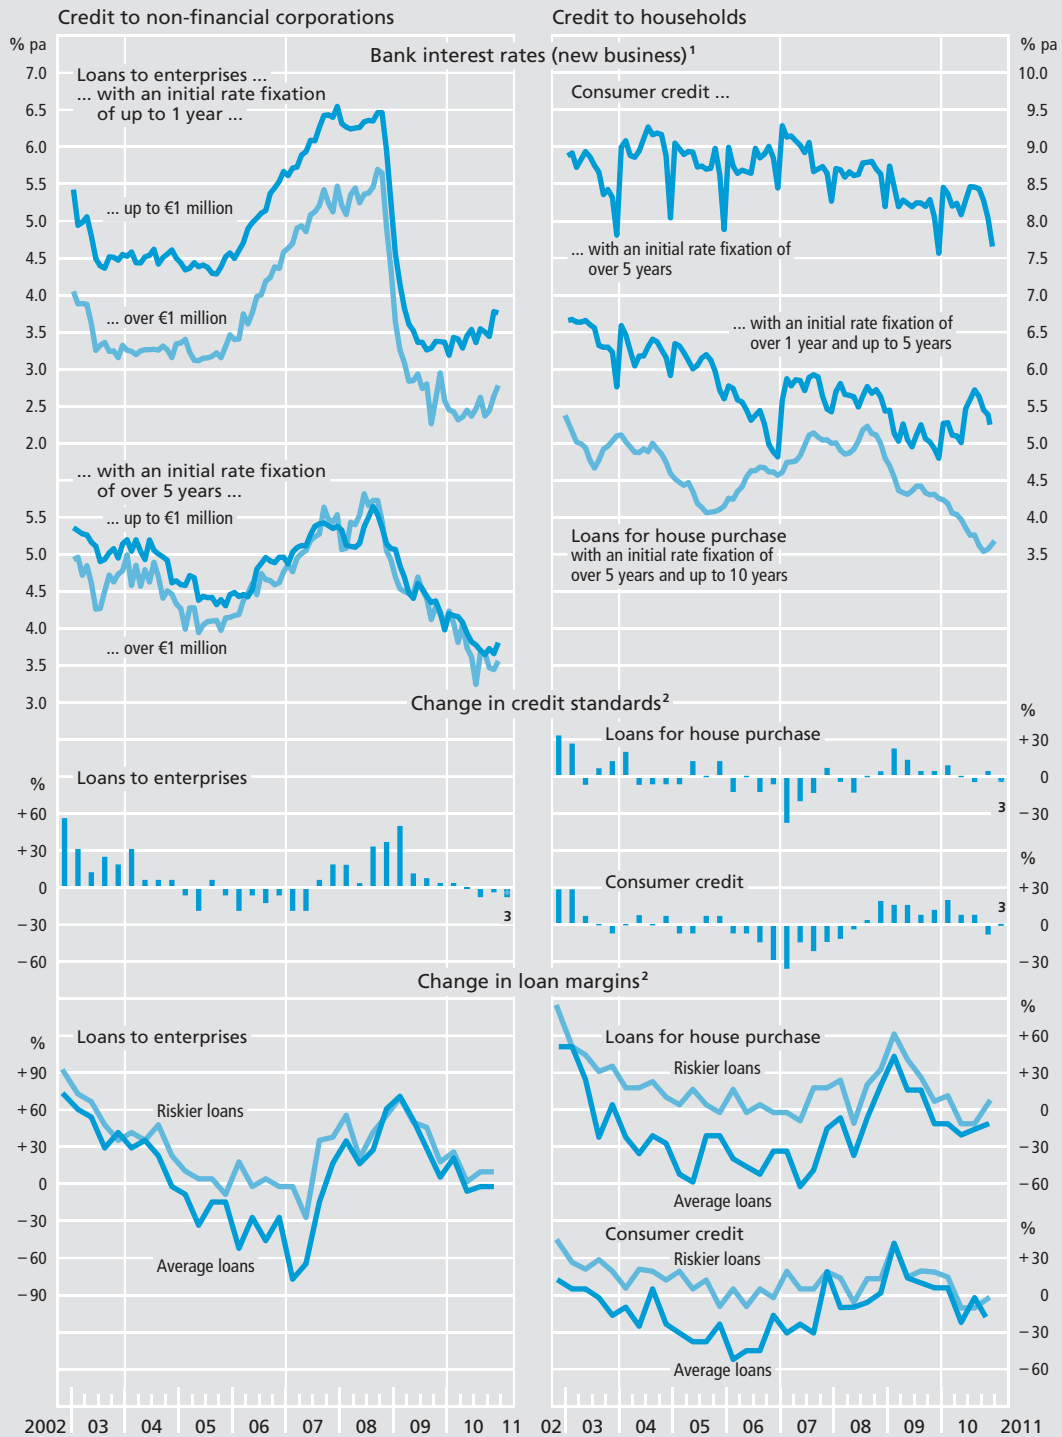 Credit to non-financial corporations
Credit to households
% pa
Bank interest rates (new business)¹
% pa
7.0
6.5
6.0
5.5
5.0
4.5
4.0
3.5
3.0
2.5
2.0
Loans to enterprises ...
... with an initial rate fixation
of up to 1 year ...
... up to €1 million
... over €1 million
... with an initial rate fixation
of over 5 years ...
... up to €1 million
... over €1 million
5.5
5.0
4.5
4.0
3.5
3.0
Consumer credit ...
... with an initial rate fixation of
over 5 years
... with an initial rate fixation of
over 1 year and up to 5 years
Loans for house purchase
with an initial rate fixation of
over 5 years and up to 10 years
10.0
9.5
9.0
8.5
8.0
7.5
7.0
6.5
6.0
5.5
5.0
4.5
4.0
3.5
Change in credit standards²
%
Loans to enterprises
+60
+30
0
−30
−60
3
Loans for house purchase
%
+30
0
−30
3
Consumer credit
%
+30
0
−30
3
Change in loan margins²
%
Loans to enterprises
+90
+60
+30
0
−30
−60
−90
Riskier loans
Average loans
Loans for house purchase
Riskier loans
Average loans
%
+60
+30
0
−30
−60
Consumer credit
Riskier loans
Average loans
%
+30
0
−30
−60
2002 03 04 05 06 07 08 09 10 11
02 03 04 05 06 07 08 09 10 2011